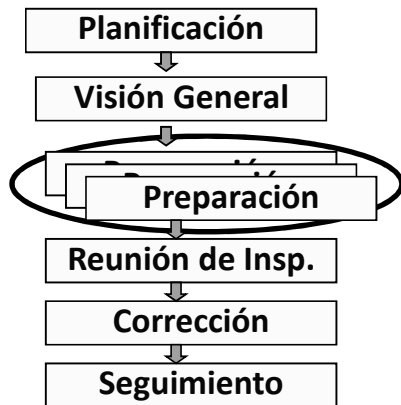 Planificación
Visión General
Preparación
Reunión de Insp.
Corrección
Seguimiento